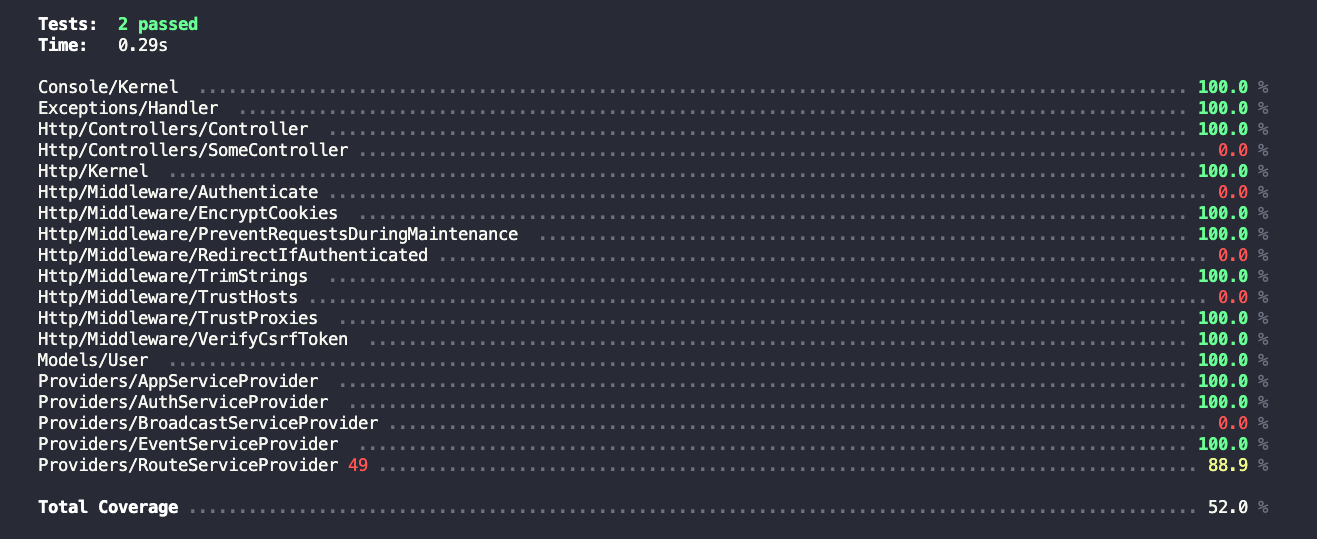 Tests: 2 passed
Time: 0.29s
Console/Kernel ........................................................................................................ 100.0 %
Exceptions/Handler .................................................................................................... 100.0 %
Http/Controllers/Controller ........................................................................................... 100.0 %
Http/Controllers/SomeController ......................................................................................... 0.0 %
Http/Kernel ........................................................................................................... 100.0 %
Http/Middleware/Authenticate ............................................................................................ 0.0 %
Http/Middleware/EncryptCookies ........................................................................................ 100.0 %
Http/Middleware/PreventRequestsDuringMaintenance ...................................................................... 100.0 %
Http/Middleware/RedirectIfAuthenticated ................................................................................. 0.0 %
Http/Middleware/TrimStrings ........................................................................................... 100.0 %
Http/Middleware/TrustHosts .............................................................................................. 0.0 %
Http/Middleware/TrustProxies .......................................................................................... 100.0 %
Http/Middleware/VerifyCsrfToken ....................................................................................... 100.0 %
Models/User ........................................................................................................... 100.0 %
Providers/AppServiceProvider .......................................................................................... 100.0 %
Providers/AuthServiceProvider ......................................................................................... 100.0 %
Providers/BroadcastServiceProvider ...................................................................................... 0.0 %
Providers/EventServiceProvider ........................................................................................ 100.0 %
Providers/RouteServiceProvider 49 ...................................................................................... 88.9 %
Total Coverage ......................................................................................................... 52.0 %